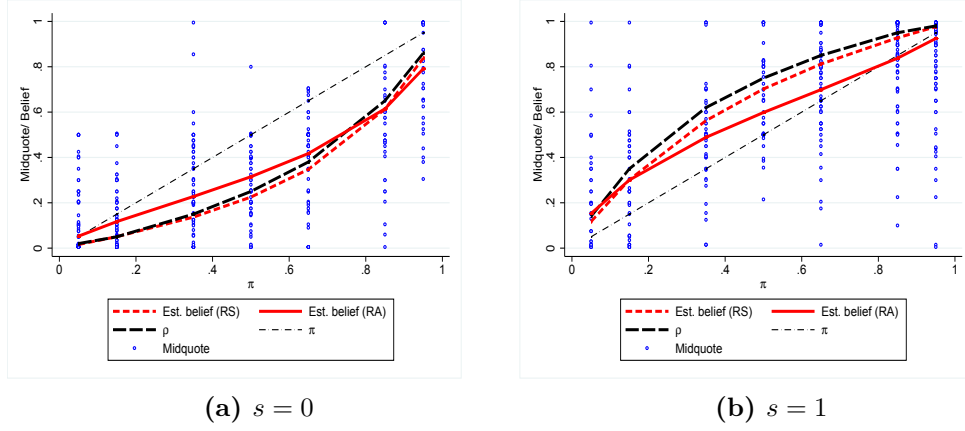 Midquote/ Belief
1
.8
.6
.4
.2
0
0 .2 .4 .6 .8 1
π
Est. belief (RS) Est. belief (RA)
ρ π
Midquote
(a) s = 0
Midquote/ Belief
1
.8
.6
.4
.2
0
0 .2 .4 .6 .8 1
π
Est. belief (RS) Est. belief (RA)
ρ π
Midquote
(b) s = 1